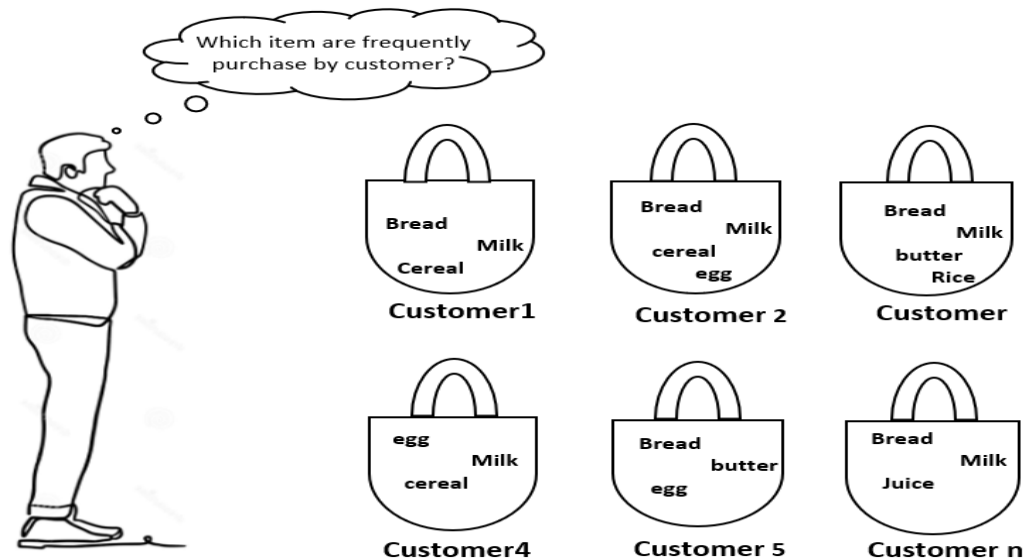 Which item are frequently
purchase by customer?
Bread
Milk
Cereal
Customer1
Bread
Milk
cereal
egg
Customer 2
Bread
Milk
butter
Rice
Customer
egg
Milk
cereal
Customer4
Bread
butter
egg
Customer 5
Bread
Milk
Juice
Customer n